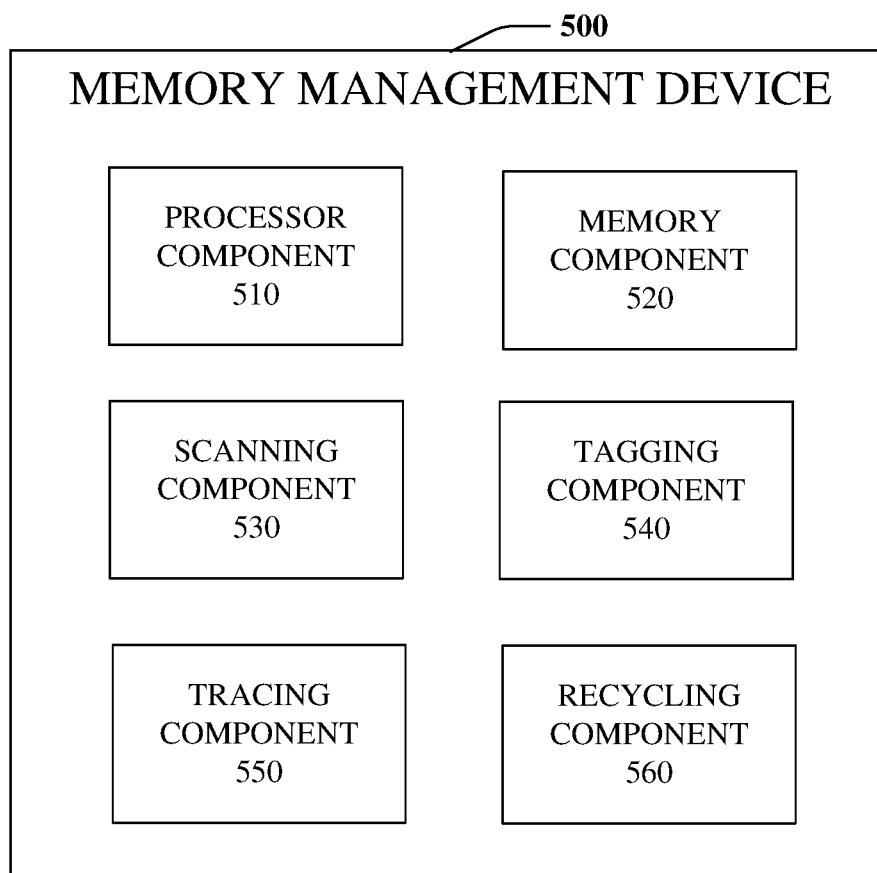 500
MEMORY MANAGEMENT DEVICE
PROCESSOR
COMPONENT
510
MEMORY
COMPONENT
520
SCANNING
COMPONENT
530
TAGGING
COMPONENT
540
TRACING
COMPONENT
550
RECYCLING
COMPONENT
560